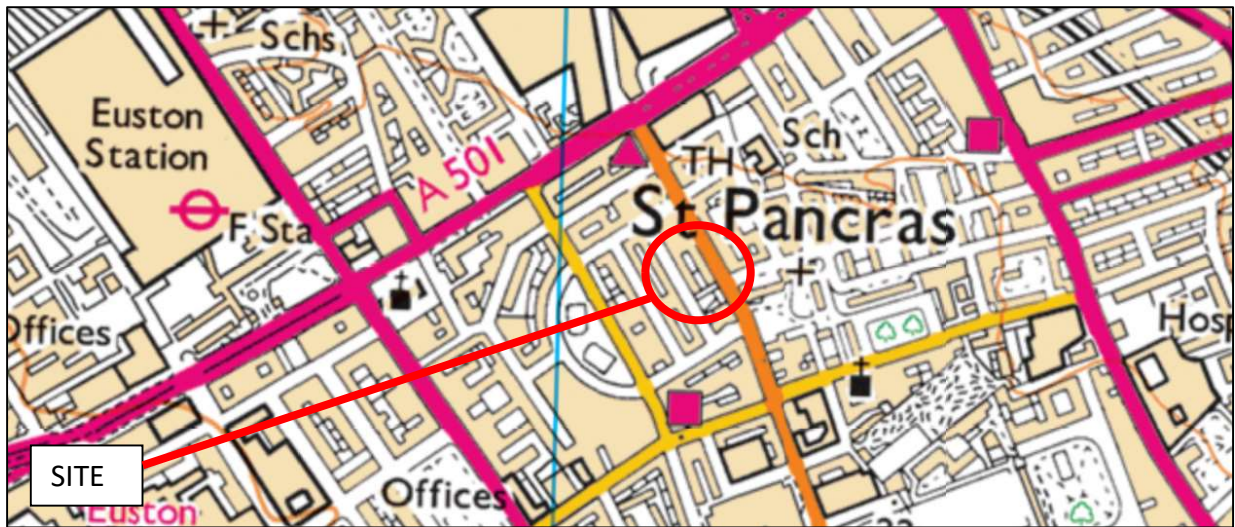 Schs
Euston
Station
A 501
Sch
TH
St Pancras
F, Sta
Offices
Hosp
SITE
Offices
Euston